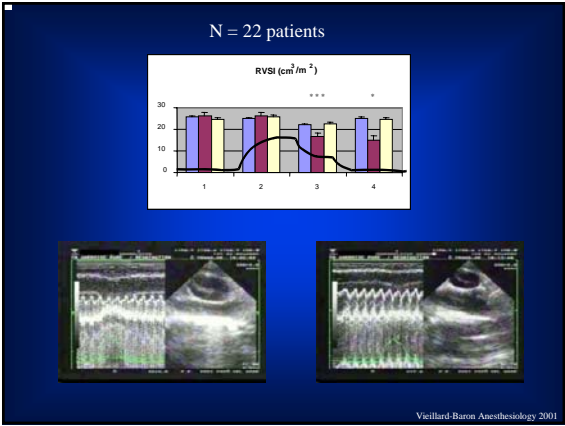 N = 22 patients
RVSI (cm3/m2)
*** *
30
20
10
0
1 2 3 4
Vieillard-Baron Anesthesiology 2001